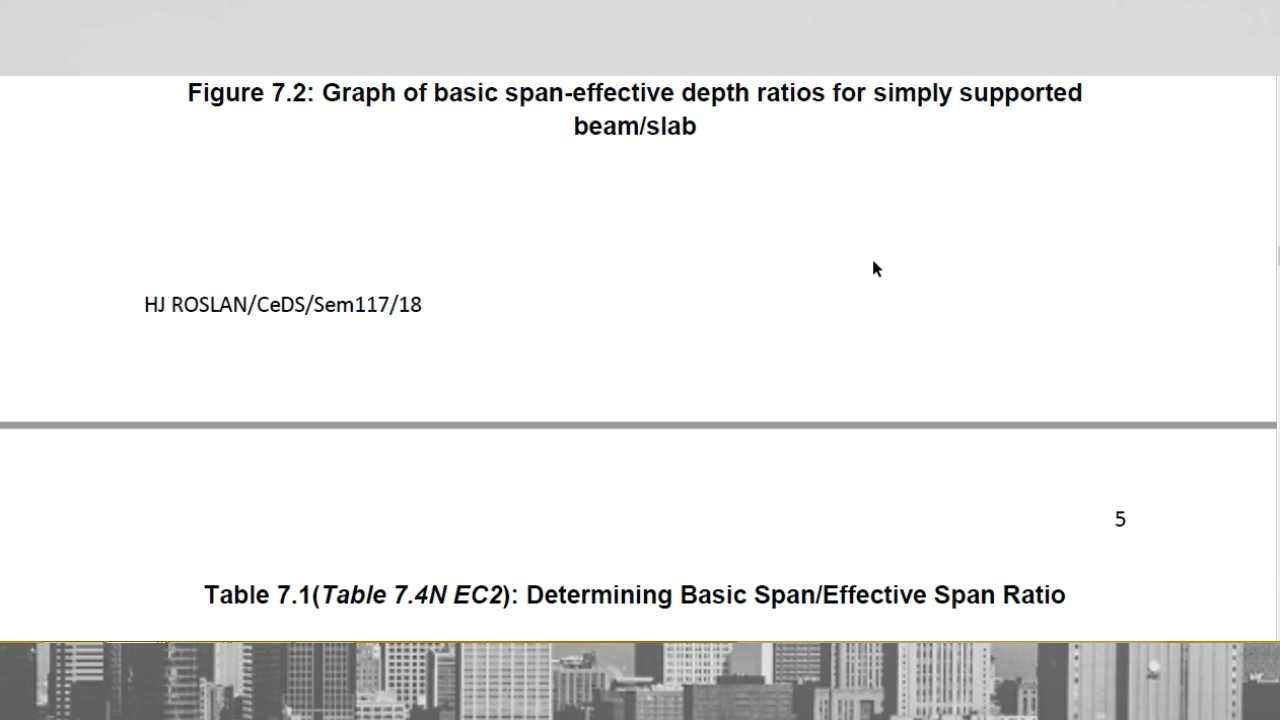 Figure 7.2: Graph of basic span-effective depth ratios for simply supported
beam/slab
HJ ROSLAN/CeDS/Sem117/18
5
Table 7.1(Table 7.4N EC2): Determining Basic Span/Effective Span Ratio